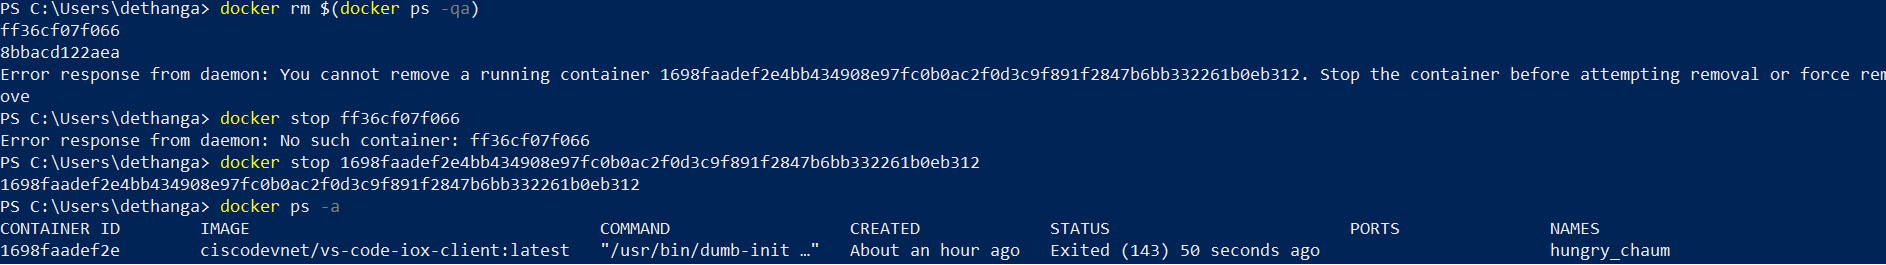 PS C:\Users\dethanga> docker rm $(docker ps -qa)
ff36cf07f066
8bbacd122aea
Error response from daemon: You cannot remove a running container 1698faadef2e4bb434908e97fc0b0ac2f0d3c9f891f2847b6bb332261b0eb312. Stop the container before attempting removal or force rem
ove
PS C:\Users\dethanga> docker stop ff36cf07f066
Error response from daemon: No such container: ff36cf07f066
PS C:\Users\dethanga> docker stop 1698faadef2e4bb434908e97fc0b0ac2f0d3c9f891f2847b6bb332261b0eb312
1698faadef2e4bb434908e97fc0b0ac2f0d3c9f891f2847b6bb332261b0eb312
PS C:\Users\dethanga> docker ps -a
CONTAINER ID        IMAGE                                   COMMAND                  CREATED             STATUS                        PORTS               NAMES
1698faadef2e        ciscodevnet/vs-code-iox-client:latest   "/usr/bin/dumb-init …"   About an hour ago   Exited (143) 50 seconds ago                       hungry_chaum